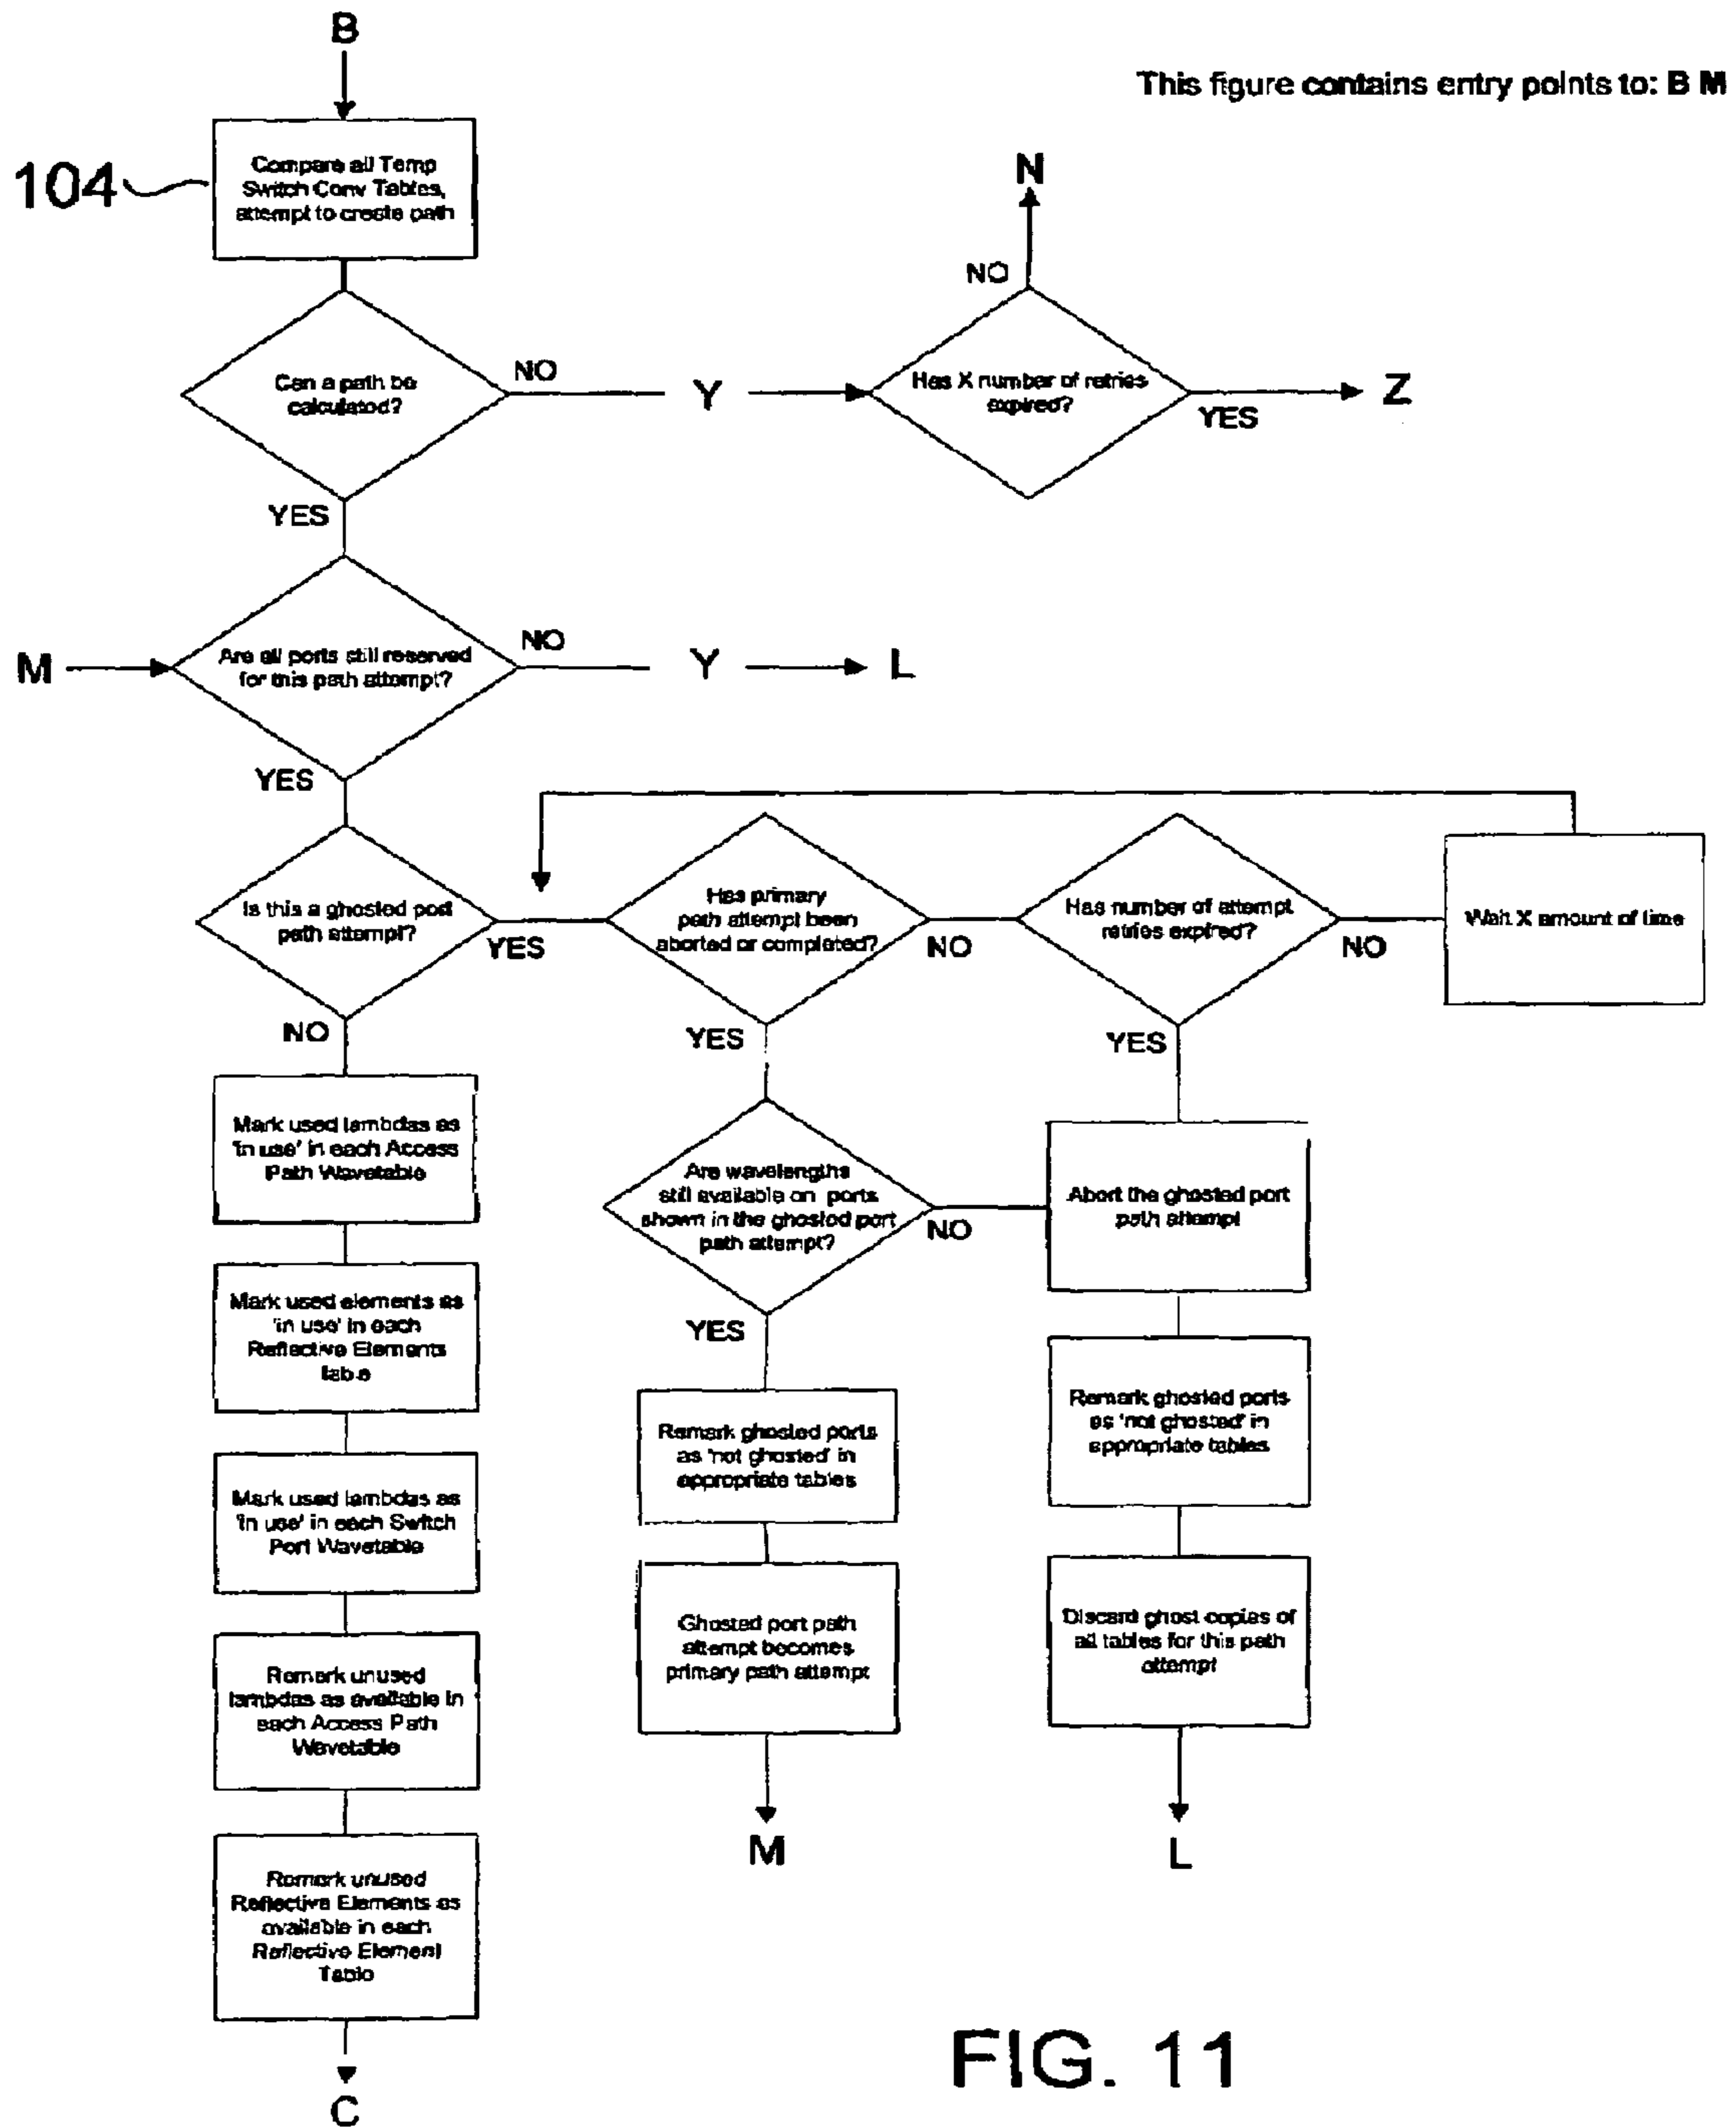 B
This figure contains entry points to: B M
104
Compare all Temp
Switch Conv Tables,
attempt to create path
N
NO
Can a path be
calculated?
NO
Y
Has X number of retries
expired?
YES
Z
YES
M
Are all ports still reserved
for this path attempt?
NO
Y
L
YES
Is this a ghosted port
path attempt?
YES
Has primary
path attempt been
aborted or completed?
NO
Has number of attempt
retries expired?
NO
Wait X amount of time
NO
YES
YES
Mark used lambdas as
'in use' in each Access
Path Wavetable
Are wavelengths
still available on ports
shown in the ghosted port
path attempt?
NO
Abort the ghosted port
path attempt
Mark used elements as
'in use' in each
Reflective Elements
table
YES
Remark ghosted ports
as 'not ghosted' in
appropriate tables
Remark ghosted ports
as 'not ghosted' in
appropriate tables
Mark used lambdas as
'in use' in each Switch
Port Wavetable
Ghosted port path
attempt becomes
primary path attempt
Discard ghost copies of
all tables for this path
attempt
Remark unused
lambdas as available in
each Access Path
Wavetable
M
L
Remark unused
Reflective Elements as
available in each
Reflective Element
Table
C
FIG. 11